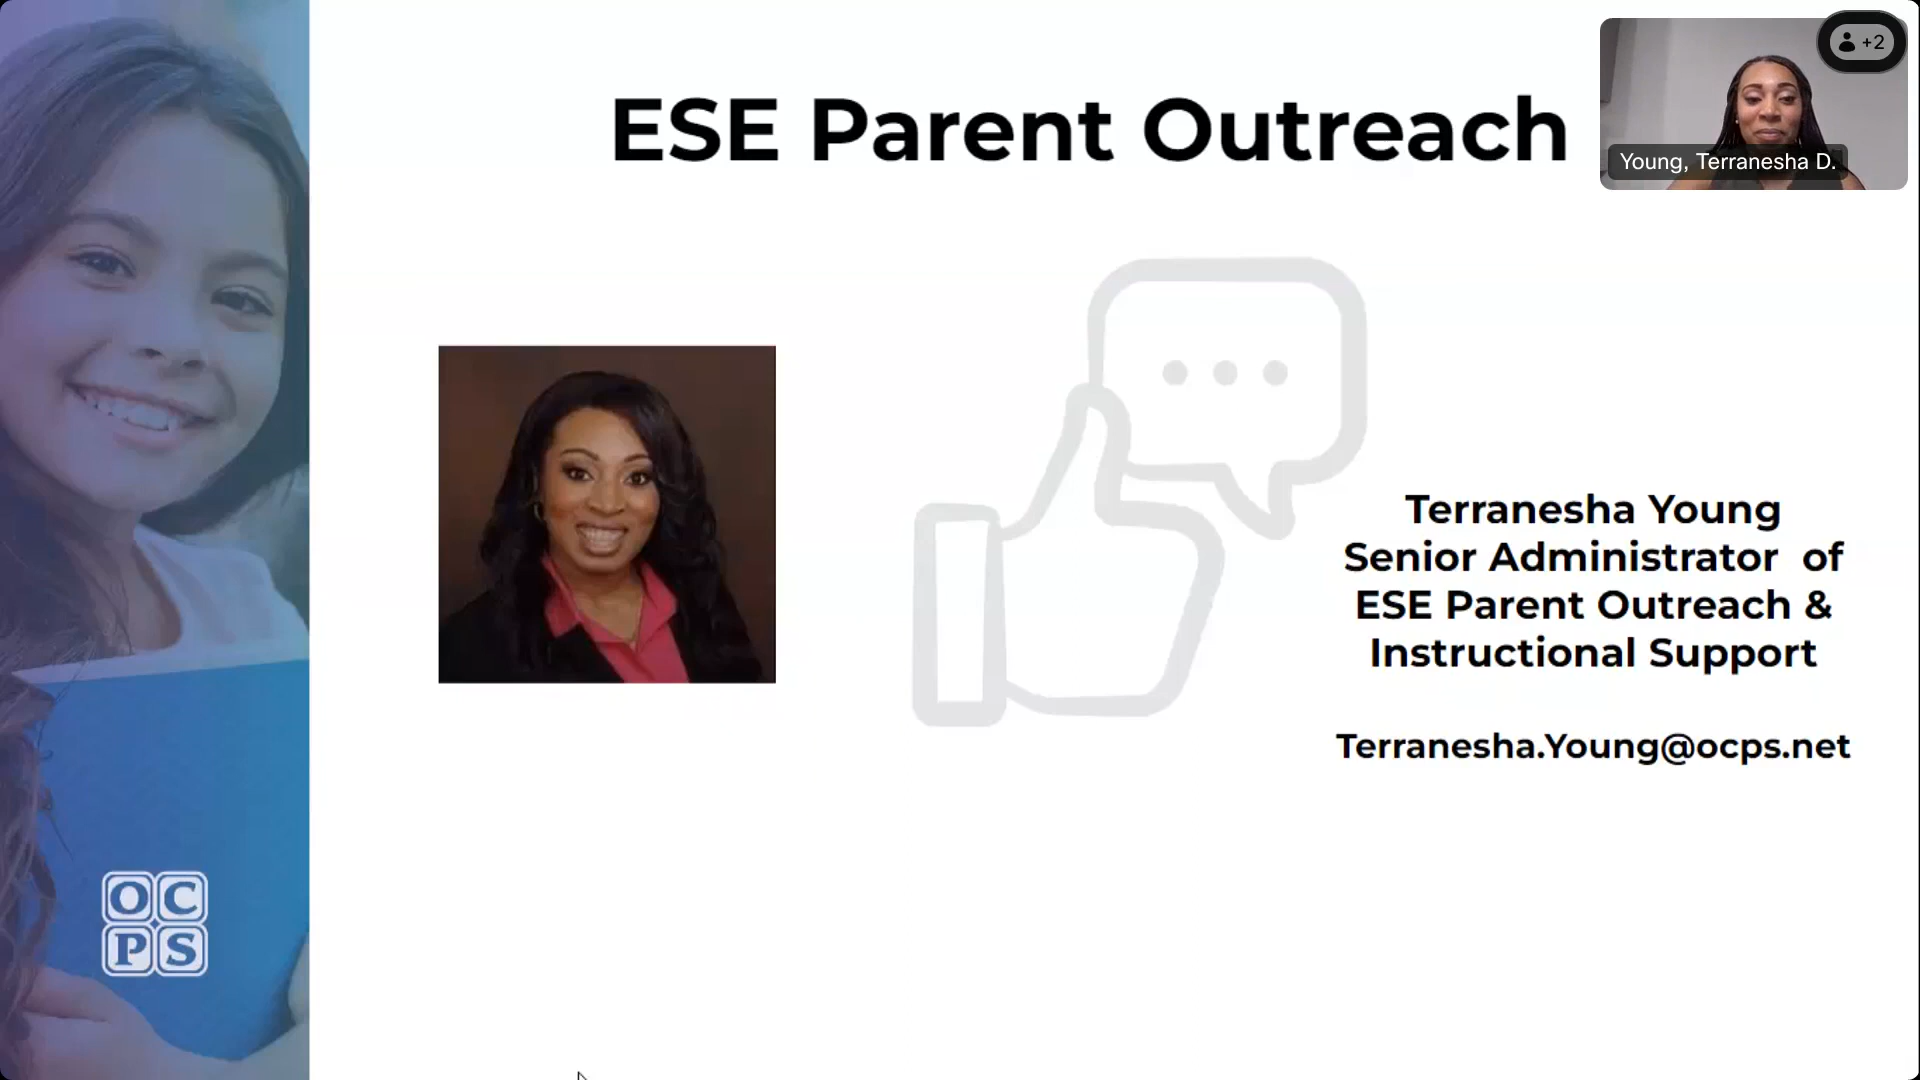 ESE Parent Outreach
+2
Young, Terranesha D.
Terranesha Young
Senior Administrator of
ESE Parent Outreach &
Instructional Support
Terranesha.Young@ocps.net
OC
PS